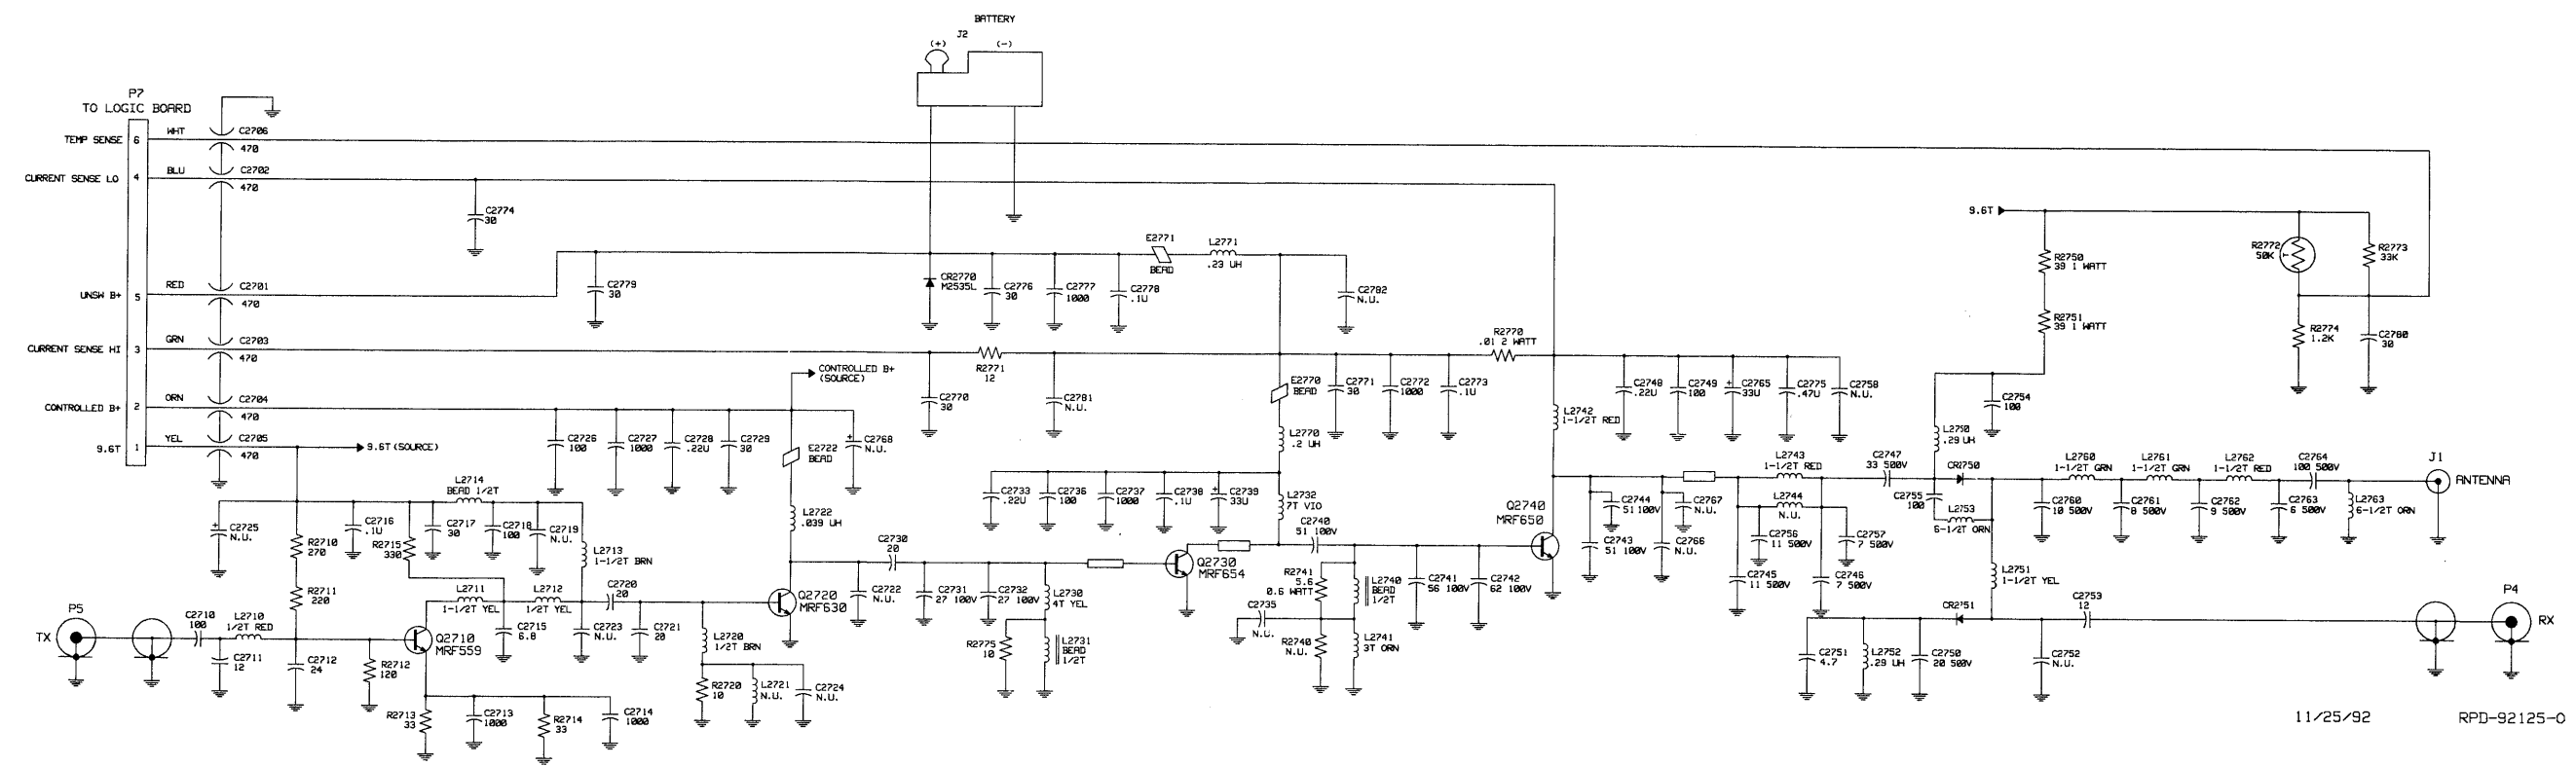 BATTERY
J2
(+)
(-)
P7
TO LOGIC BOARD
TEMP SENSE
6
WHT
C2706
470
CURRENT SENSE LO
4
BLU
C2702
470
C2774
30
UNSW B+
5
RED
C2701
470
C2779
30
CR2770
M2535L
C2776
30
C2777
1000
C2778
.1U
E2771
BEAD
L2771
.23 UH
C2782
N.U.
9.6T
R2750
39 1 WATT
R2751
39 1 WATT
R2772
50K
T
R2773
33K
R2774
1.2K
C2780
30
CURRENT SENSE HI
3
GRN
C2703
470
R2771
12
C2770
30
C2781
N.U.
R2770
.01 2 WATT
CONTROLLED B+
(SOURCE)
E2770
BEAD
C2771
30
C2772
1000
C2773
.1U
C2748
.22U
C2749
100
+
C2765
33U
C2775
.47U
C2758
N.U.
CONTROLLED B+
2
ORN
C2704
470
9.6T
1
YEL
C2705
470
9.6T (SOURCE)
C2726
100
C2727
1000
C2728
.22U
C2729
30
E2722
BEAD
+
C2768
N.U.
L2770
.2 UH
L2742
1-1/2T RED
C2754
100
L2750
.29 UH
L2714
BEAD 1/2T
+
C2725
N.U.
R2710
270
C2716
.1U
R2715
330
C2717
30
C2718
100
C2719
N.U.
L2713
1-1/2T BRN
L2722
.039 UH
C2733
.22U
C2736
100
C2737
1000
C2738
.1U
+
C2739
33U
L2732
7T VIO
C2740
51 100V
Q2740
MRF650
C2744
51 100V
C2743
51 100V
C2767
N.U.
C2766
N.U.
L2743
1-1/2T RED
L2744
N.U.
C2756
11 500V
C2757
7 500V
C2745
11 500V
C2746
7 500V
C2747
33 500V
CR2750
C2755
100
L2753
6-1/2T ORN
L2760
1-1/2T GRN
L2761
1-1/2T GRN
L2762
1-1/2T RED
C2764
100 500V
C2760
10 500V
C2761
8 500V
C2762
9 500V
C2763
6 500V
L2763
6-1/2T ORN
J1
ANTENNA
R2711
220
L2711
1-1/2T YEL
L2712
1/2T YEL
C2720
20
C2730
20
Q2720
MRF630
C2722
N.U.
C2731
27 100V
C2732
27 100V
L2730
4T YEL
Q2730
MRF654
R2741
5.6
0.6 WATT
L2740
BEAD
1/2T
C2741
56 100V
C2742
62 100V
L2751
1-1/2T YEL
P5
TX
C2710
100
L2710
1/2T RED
C2711
12
C2712
24
R2712
120
Q2710
MRF559
C2715
6.8
C2723
N.U.
C2721
20
L2720
1/2T BRN
R2775
10
L2731
BEAD
1/2T
C2735
N.U.
R2740
N.U.
L2741
3T ORN
CR2751
C2753
12
C2751
4.7
L2752
.29 UH
C2750
20 500V
C2752
N.U.
P4
RX
R2720
10
L2721
N.U.
C2724
N.U.
R2713
33
C2713
1000
R2714
33
C2714
1000
11/25/92
RPD-92125-0